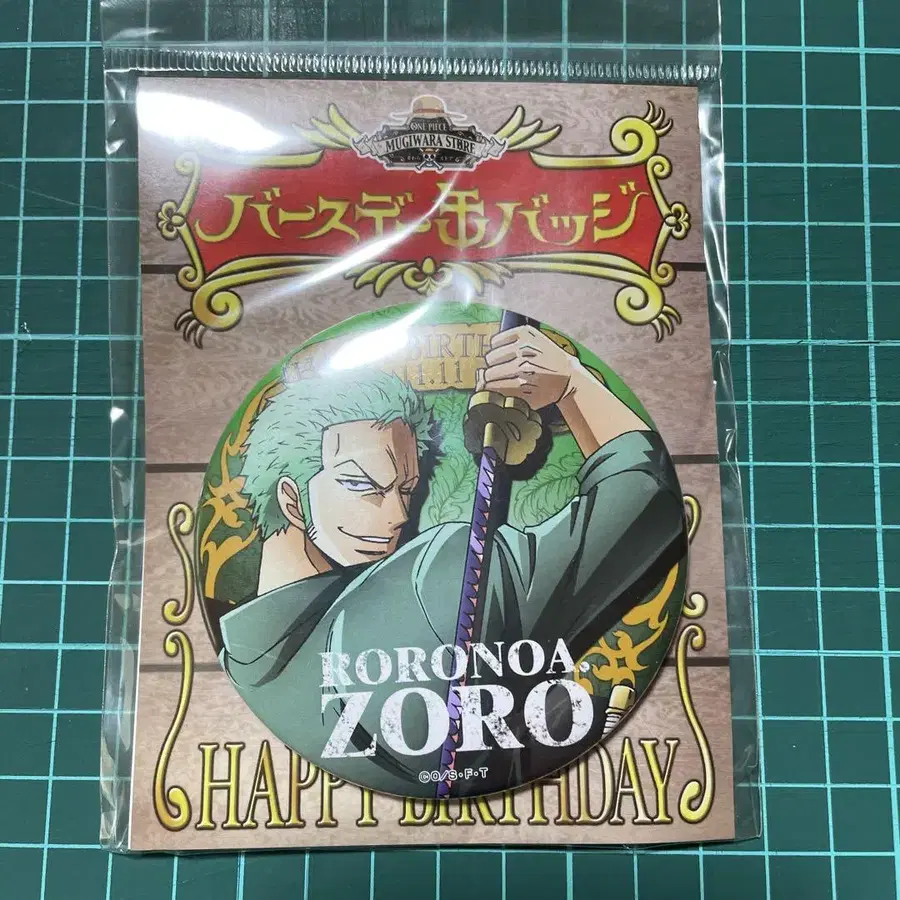 ONE PIECE
MUGIWARA STORE
バースデー缶バッジ
BIRTH
1.11
RORONOA.
ZORO
©O/S・F・T
HAPPY BIRTHDAY